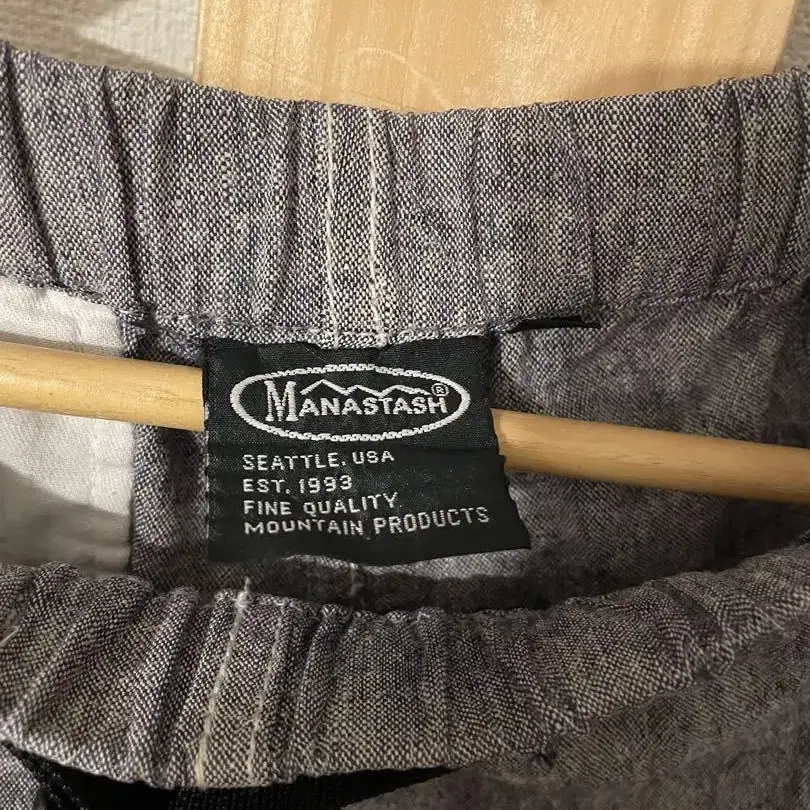 MANASTASH®
SEATTLE, USA
EST. 1993
FINE QUALITY
MOUNTAIN PRODUCTS